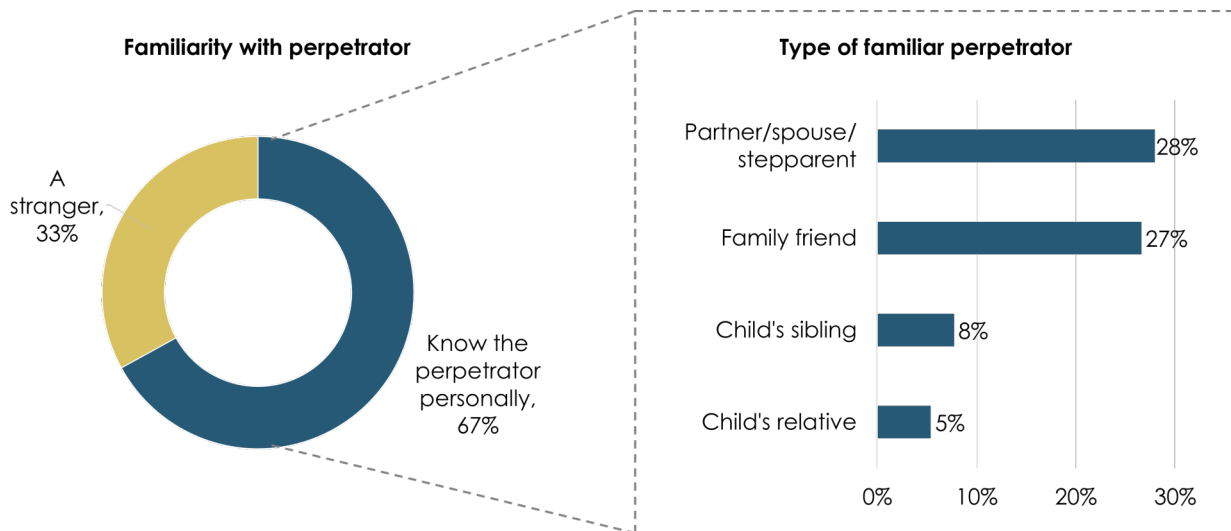 Familiarity with perpetrator
A
stranger,
33%
Know the
perpetrator
personally,
67%
Type of familiar perpetrator
Partner/spouse/
stepparent
28%
Family friend
27%
Child's sibling
8%
Child's relative
5%
0% 10% 20% 30%